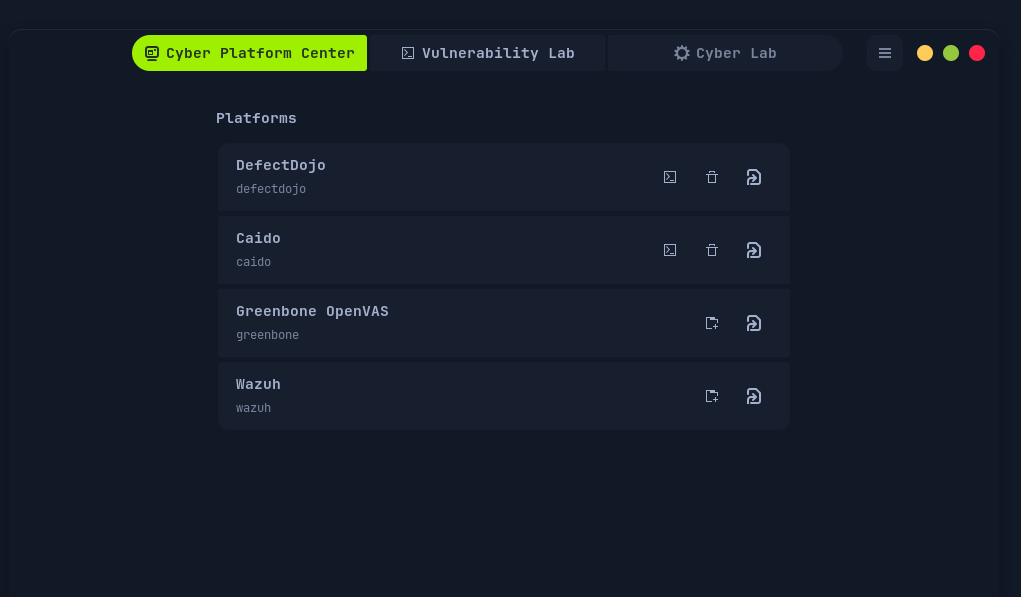 Cyber Platform Center
Vulnerability Lab
Cyber Lab
Platforms
DefectDojo
defectdojo
Caido
caido
Greenbone OpenVAS
greenbone
Wazuh
wazuh